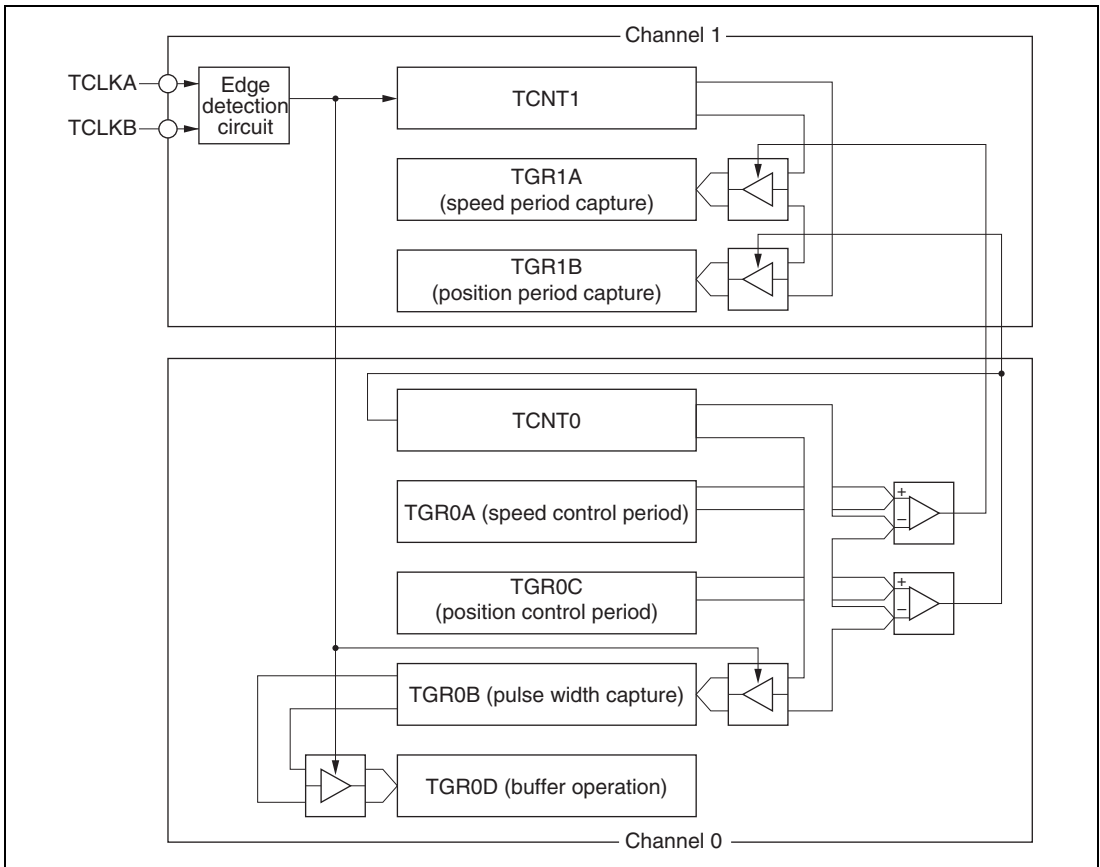 Channel 1
TCLKA
TCLKB
Edge
detection
circuit
TCNT1
TGR1A
(speed period capture)
TGR1B
(position period capture)
TCNT0
TGR0A (speed control period)
+
−
TGR0C
(position control period)
+
−
TGR0B (pulse width capture)
TGR0D (buffer operation)
Channel 0